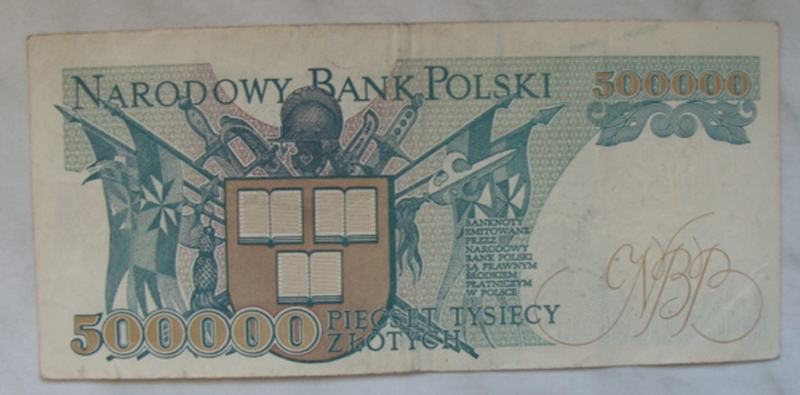 NARODOWY BANK POLSKI
500000
BANKNOTY
EMITOWANE
PRZEZ
NARODOWY
BANK POLSKI
SĄ PRAWNYM
ŚRODKIEM
PŁATNICZYM
W POLSCE
NBP
500000
PIĘĆSET TYSIĘCY
ZŁOTYCH